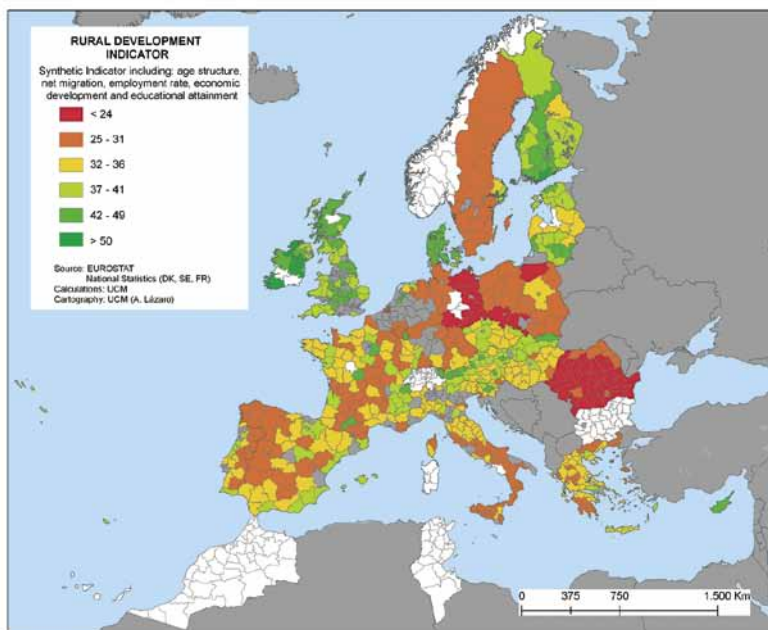 RURAL DEVELOPMENT
INDICATOR
Synthetic Indicator including: age structure,
net migration, employment rate, economic
development and educational attainment
< 24
25 - 31
32 - 36
37 - 41
42 - 49
> 50
Source: EUROSTAT
National Statistics (DK, SE, FR)
Calculations: UCM
Cartography: UCM (A. Lázaro)
0 375 750 1.500 Km